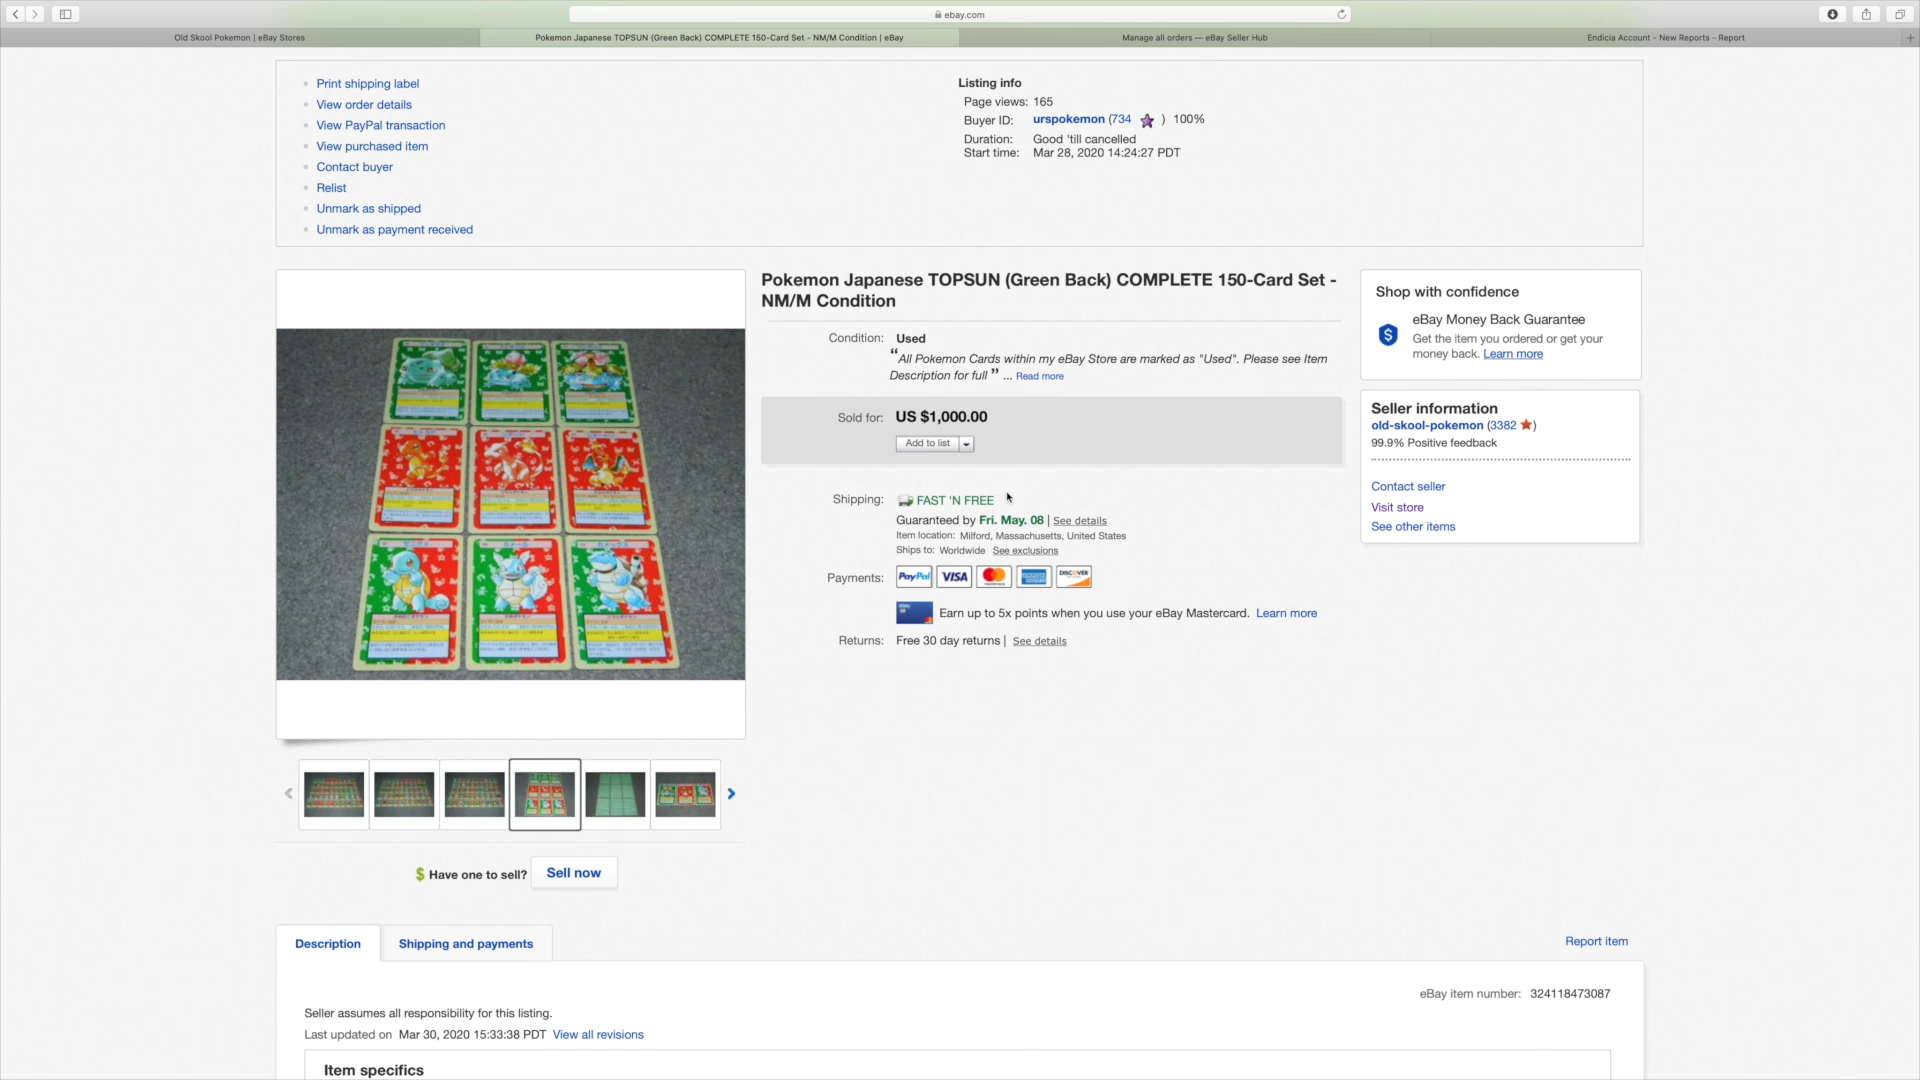 ebay.com
Old Skool Pokemon | eBay Stores
Pokemon Japanese TOPSUN (Green Back) COMPLETE 150-Card Set - NM/M Condition | eBay
Manage all orders — eBay Seller Hub
Endicia Account - New Reports - Report
Print shipping label
View order details
View PayPal transaction
View purchased item
Contact buyer
Relist
Unmark as shipped
Unmark as payment received
Listing info
Page views: 165
Buyer ID: urspokemon (734 ) 100%
Duration: Good 'till cancelled
Start time: Mar 28, 2020 14:24:27 PDT
Pokemon Japanese TOPSUN (Green Back) COMPLETE 150-Card Set -
NM/M Condition
Condition: Used
“All Pokemon Cards within my eBay Store are marked as "Used". Please see Item
Description for full ” ... Read more
Sold for: US $1,000.00
Add to list
Shipping: FAST 'N FREE
Guaranteed by Fri. May. 08 | See details
Item location: Milford, Massachusetts, United States
Ships to: Worldwide See exclusions
Payments: PayPal VISA DISCOVER
Earn up to 5x points when you use your eBay Mastercard. Learn more
Returns: Free 30 day returns | See details
Shop with confidence
eBay Money Back Guarantee
Get the item you ordered or get your
money back. Learn more
Seller information
old-skool-pokemon (3382 )
99.9% Positive feedback
Contact seller
Visit store
See other items
Have one to sell? Sell now
Description
Shipping and payments
Report item
eBay item number: 324118473087
Seller assumes all responsibility for this listing.
Last updated on Mar 30, 2020 15:33:38 PDT View all revisions
Item specifics